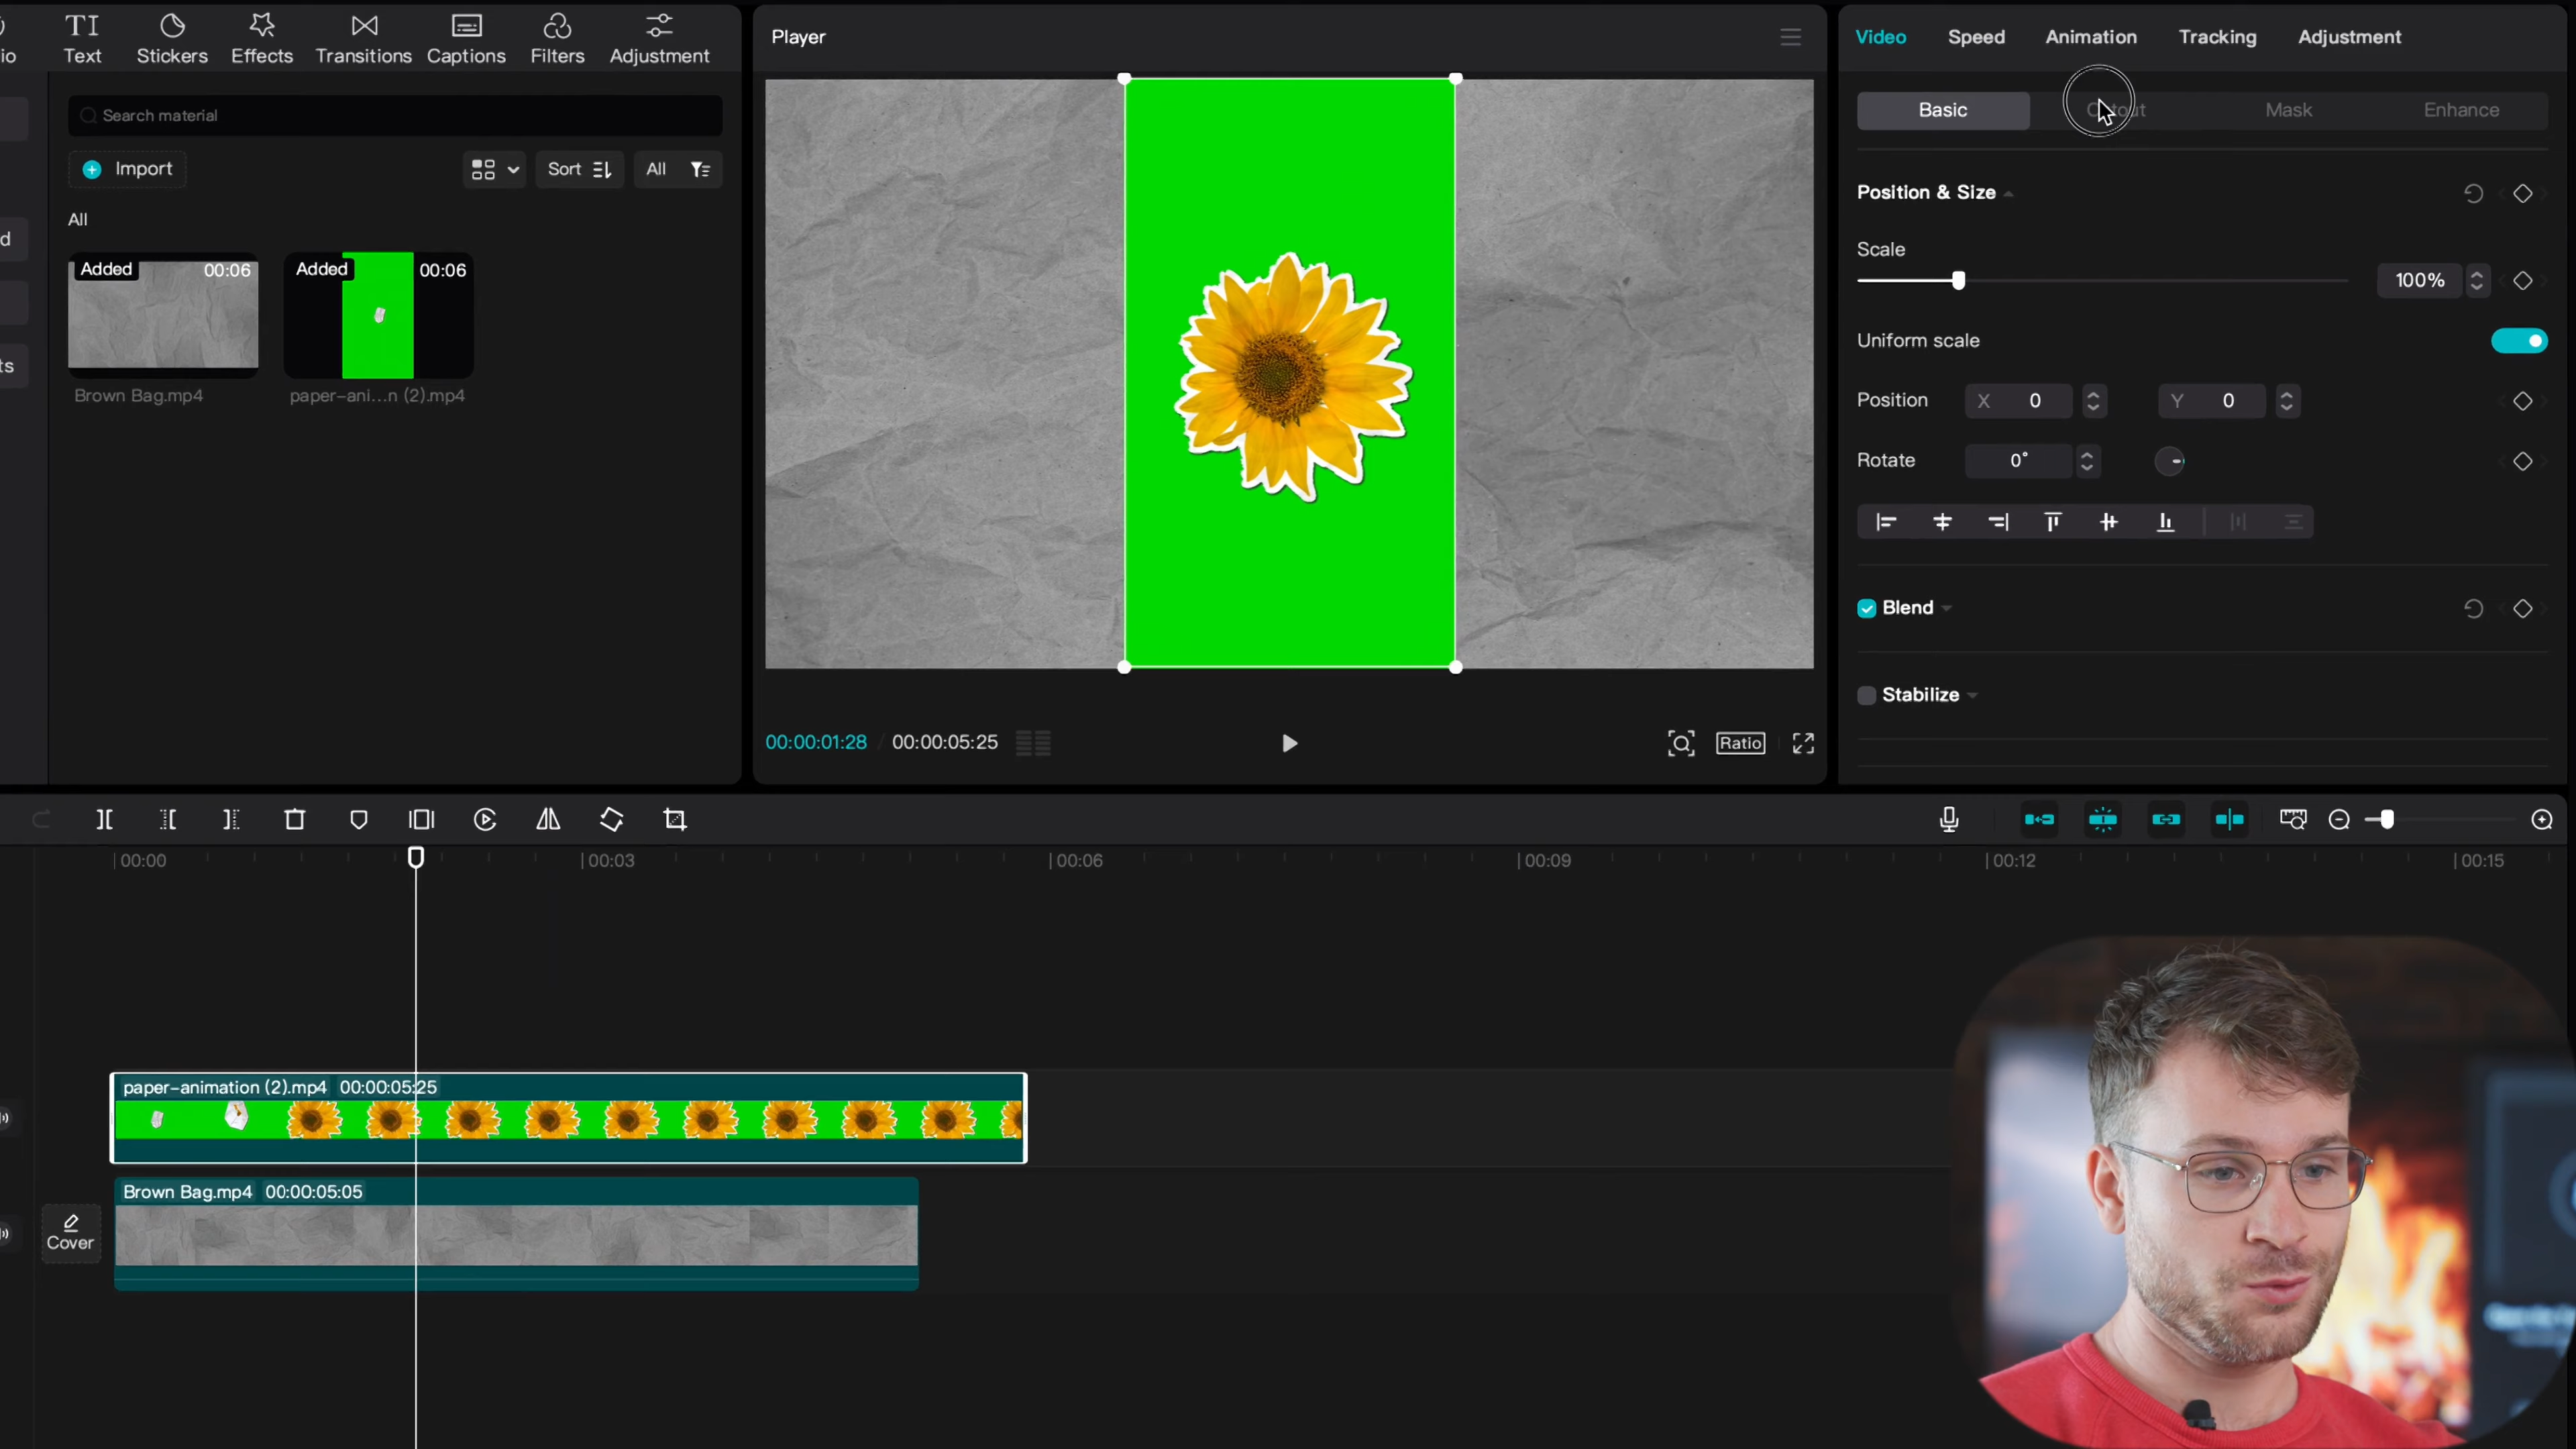 io
Text
Stickers
Effects
Transitions
Captions
Filters
Adjustment
Search material
Import
Sort
All
All
Added
00:06
Added
00:06
Brown Bag.mp4
paper-ani...n (2).mp4
d
ts
Player
00:00:01:28 / 00:00:05:25
Ratio
Video
Speed
Animation
Tracking
Adjustment
Basic
Mask
Enhance
Position & Size
Scale
100%
Uniform scale
Position
X 0
Y 0
Rotate
0°
Blend
Stabilize
00:00
00:03
00:06
00:09
00:12
00:15
paper-animation (2).mp4 00:00:05:25
Brown Bag.mp4 00:00:05:05
Cover